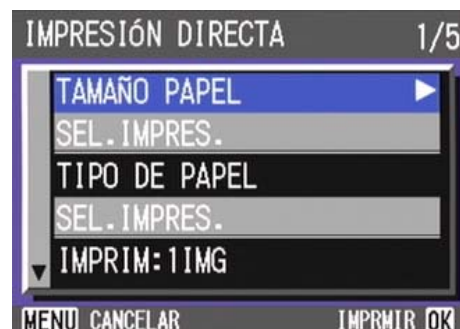 IMPRESIÓN DIRECTA 1/5
TAMAÑO PAPEL
SEL.IMPRES.
TIPO DE PAPEL
SEL.IMPRES.
IMPRIM:1IMG
MENU CANCELAR IMPRMIR OK